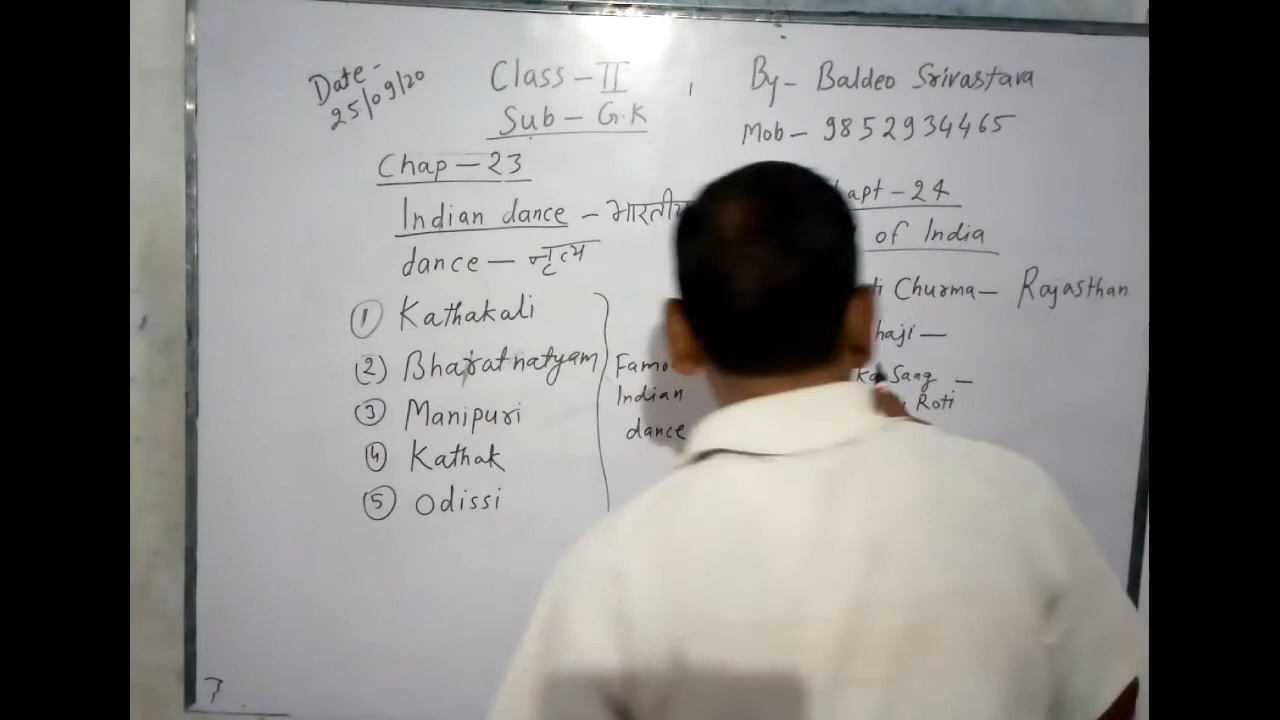 Date-
25/09/20
Class-II,
Sub-G.K
By- Baldeo Srivastava
Mob- 9852934465
Chap-23
Indian dance - भारतीय
dance- नृत्य
① Kathakali
② Bharatnatyam
③ Manipuri
④ Kathak
⑤ Odissi
Indian
dance
-24
of India
Churma- Rajasthan
Saag -
Roti
7